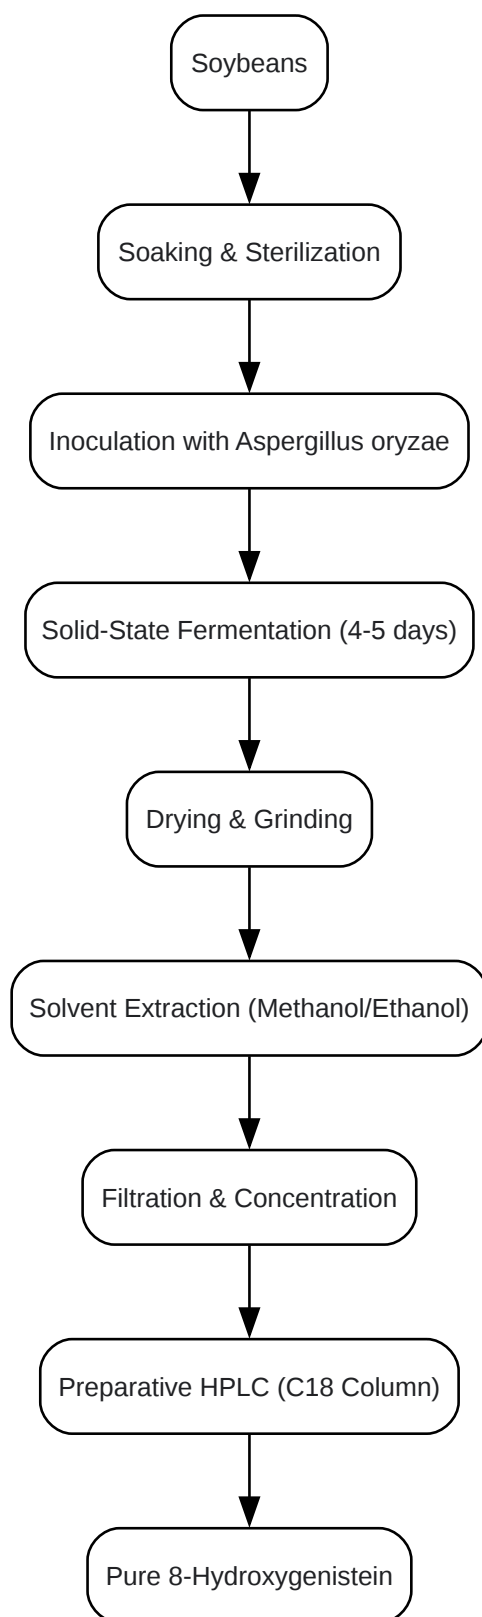 Soybeans
Soaking & Sterilization
Inoculation with Aspergillus oryzae
Solid-State Fermentation (4-5 days)
Drying & Grinding
Solvent Extraction (Methanol/Ethanol)
Filtration & Concentration
Preparative HPLC (C18 Column)
Pure 8-Hydroxygenistein